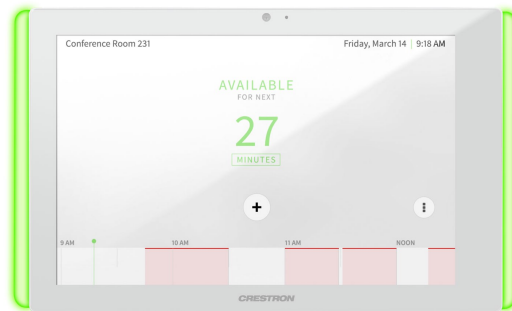 Conference Room 231
Friday, March 14 | 9:18 AM
AVAILABLE
FOR NEXT
27
MINUTES
9 AM
10 AM
11 AM
NOON
CRESTRON